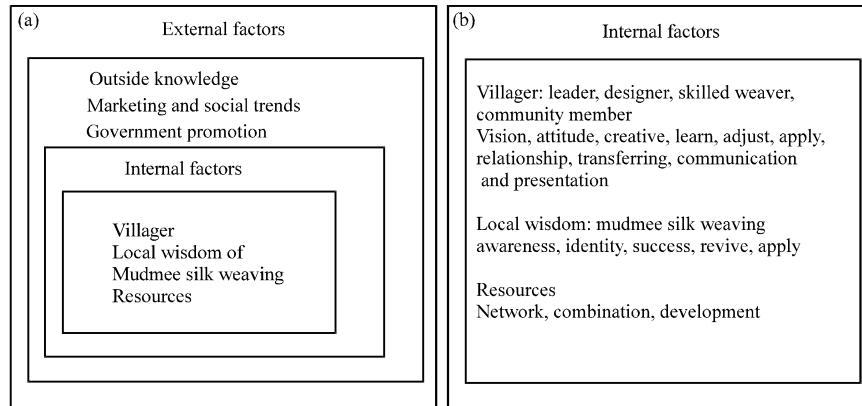 (a)
External factors
Outside knowledge
Marketing and social trends
Government promotion
Internal factors
Villager
Local wisdom of
Mudmee silk weaving
Resources
(b)
Internal factors
Villager: leader, designer, skilled weaver,
community member
Vision, attitude, creative, learn, adjust, apply,
relationship, transferring, communication
and presentation
Local wisdom: mudmee silk weaving
awareness, identity, success, revive, apply
Resources
Network, combination, development